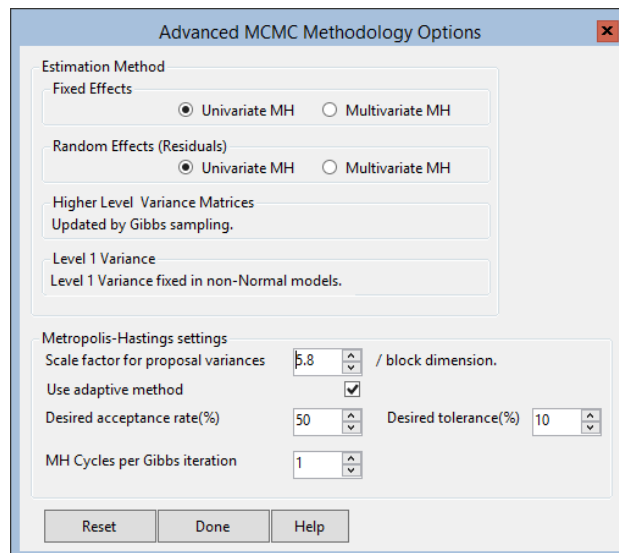 Advanced MCMC Methodology Options
Estimation Method
Fixed Effects
Univariate MH Multivariate MH
Random Effects (Residuals)
Univariate MH Multivariate MH
Higher Level Variance Matrices
Updated by Gibbs sampling.
Level 1 Variance
Level 1 Variance fixed in non-Normal models.
Metropolis-Hastings settings
Scale factor for proposal variances 5.8 / block dimension.
Use adaptive method
Desired acceptance rate(%) 50 Desired tolerance(%) 10
MH Cycles per Gibbs iteration 1
Reset Done Help